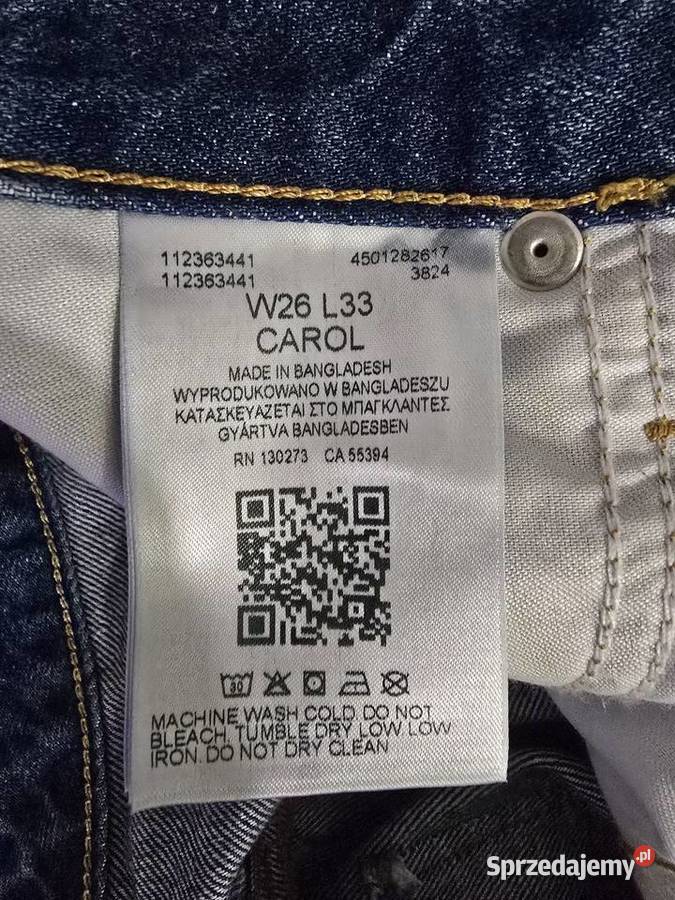 112363441 4501282617
112363441 3824
W26 L33
CAROL
MADE IN BANGLADESH
WYPRODUKOWANO W BANGLADESZU
ΚΑΤΑΣΚΕΥΑΖΕΤΑΙ ΣΤΟ ΜΠΑΓΚΛΑΝΤΕΣ
GYÁRTVA BANGLADESBEN
RN 130273 CA 55394
30
MACHINE WASH COLD. DO NOT
BLEACH. TUMBLE DRY LOW. LOW
IRON. DO NOT DRY CLEAN
Sprzedajemy.pl